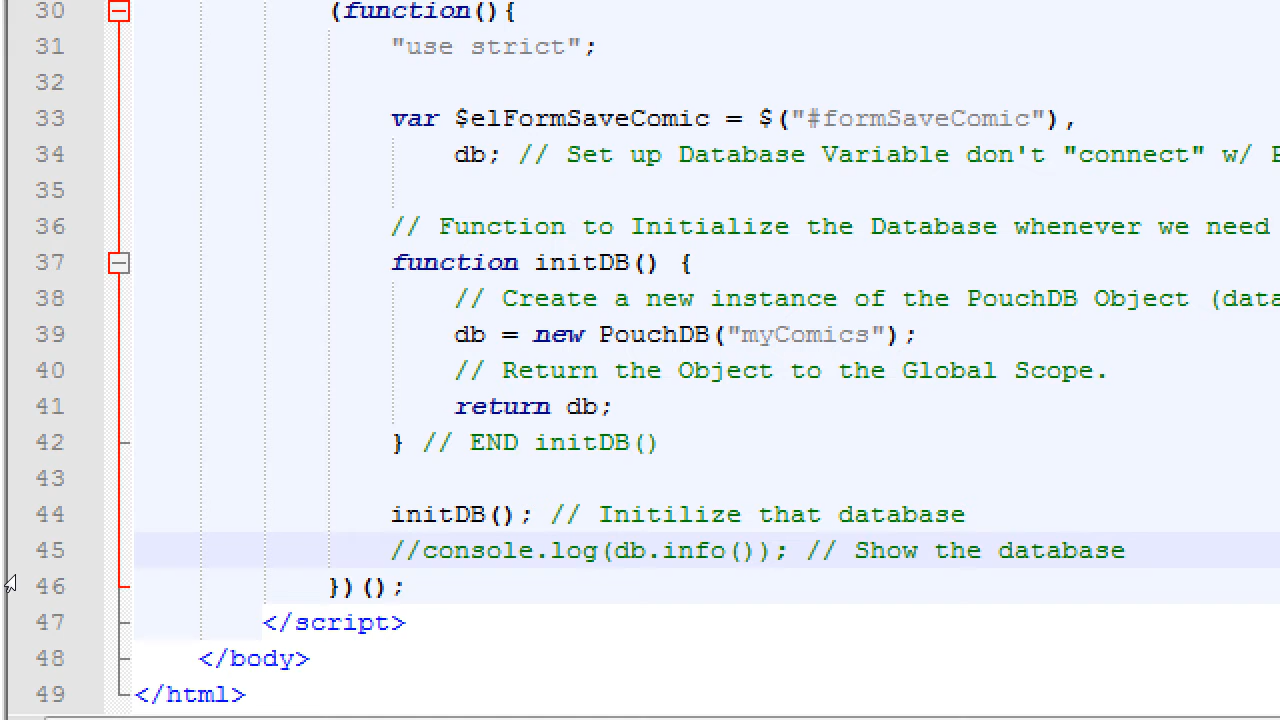 30 (function(){
31 "use strict";
32
33 var $elFormSaveComic = $("#formSaveComic"),
34 db; // Set up Database Variable don't "connect" w/
35
36 // Function to Initialize the Database whenever we need
37 function initDB() {
38 // Create a new instance of the PouchDB Object (data
39 db = new PouchDB("myComics");
40 // Return the Object to the Global Scope.
41 return db;
42 } // END initDB()
43
44 initDB(); // Initilize that database
45 //console.log(db.info()); // Show the database
46 })();
47 </script>
48 </body>
49 </html>